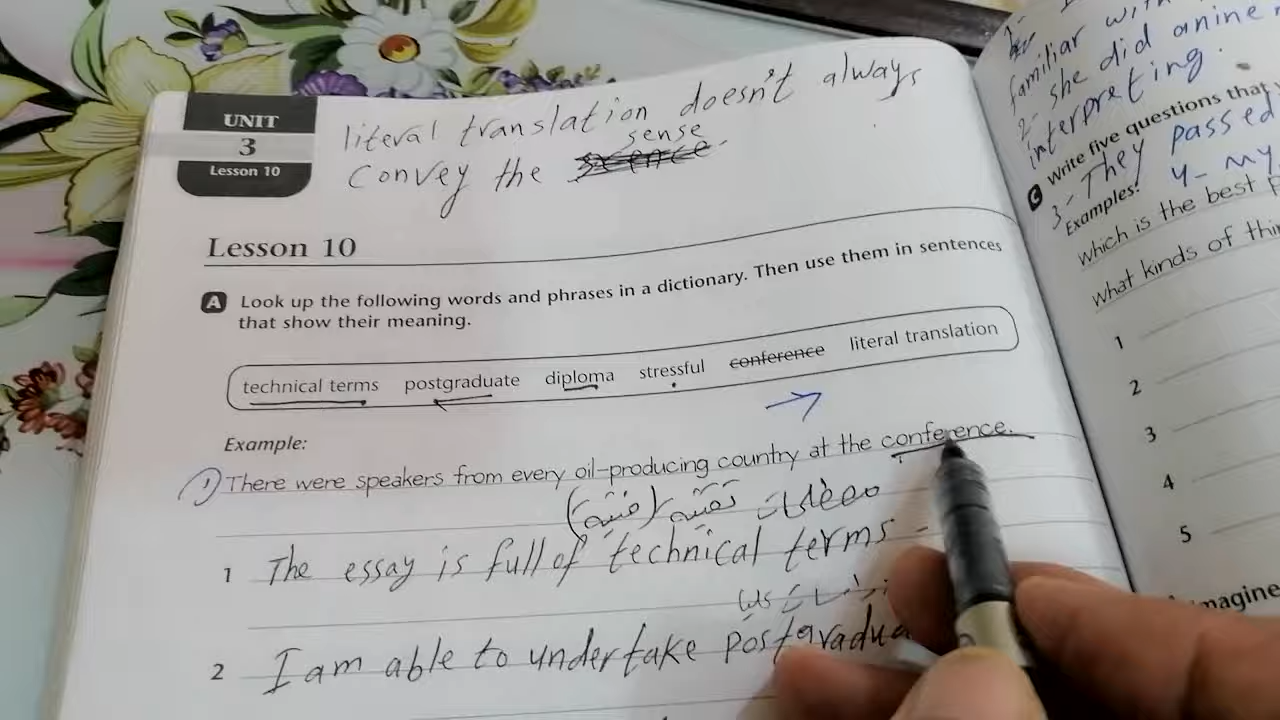 UNIT
3
Lesson 10
literal translation doesn't always
sense
convey the
Lesson 10
A Look up the following words and phrases in a dictionary. Then use them in sentences
that show their meaning.
technical terms postgraduate diploma stressful conference literal translation
Example:
1) There were speakers from every oil-producing country at the conference.
مصطلحات تقنية (فنية)
1 The essay is full of technical terms
عليا
2 I am able to undertake postgradua
familiar with
she did
2-
interpreting.
C Write five questions that
3- They passed
Examples:
4- my
which is the best
what kinds of thi
1
2
3
4
5
magine